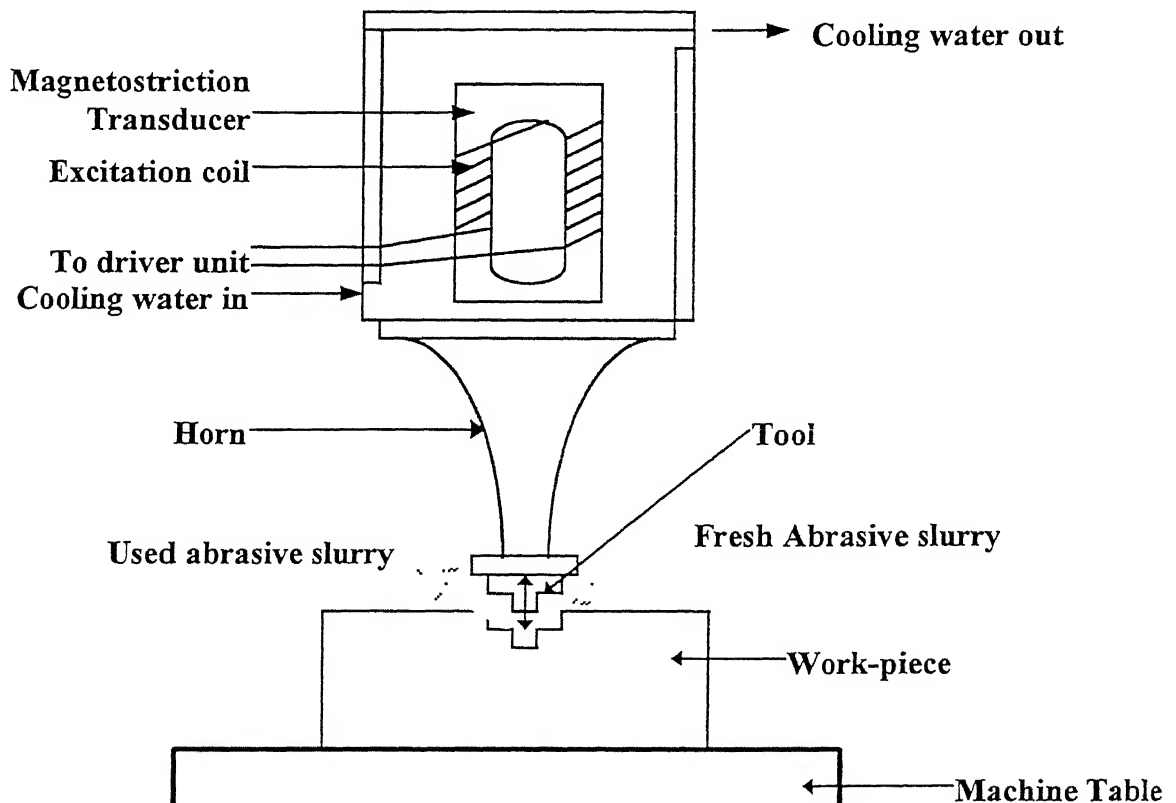 Cooling water out
Magnetostriction
Transducer
Excitation coil
To driver unit
Cooling water in
Horn
Tool
Used abrasive slurry
Fresh Abrasive slurry
Work-piece
Machine Table